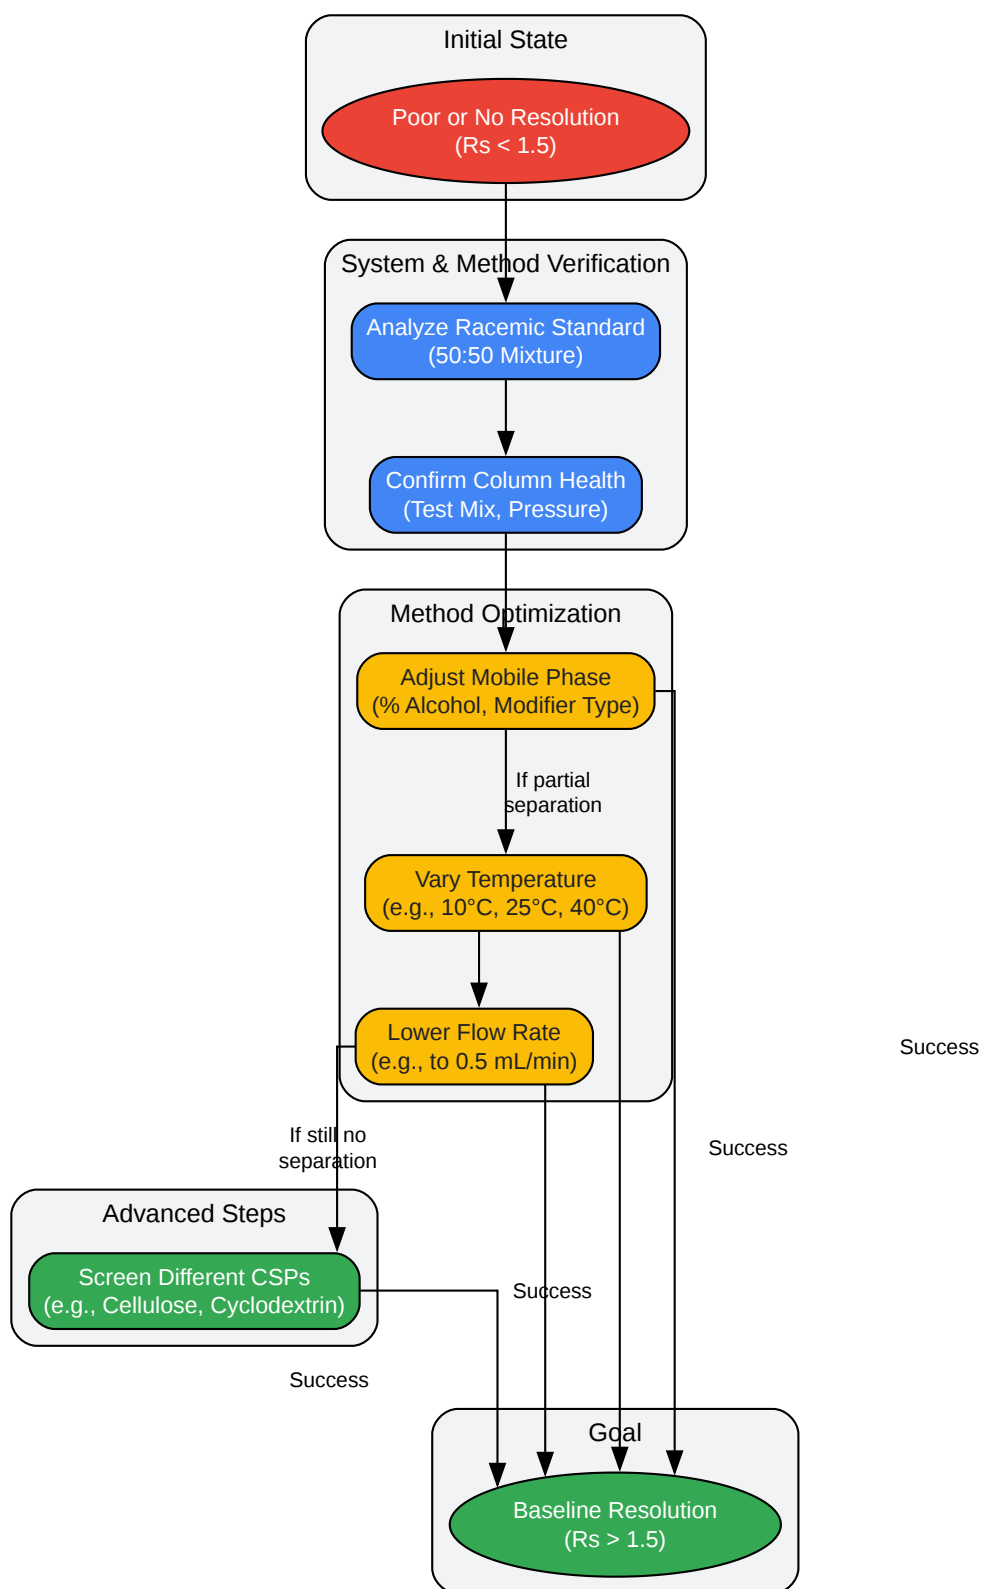 Initial State
Poor or No Resolution
(Rs < 1.5)
System & Method Verification
Analyze Racemic Standard
(50:50 Mixture)
Confirm Column Health
(Test Mix, Pressure)
Method Optimization
Adjust Mobile Phase
(% Alcohol, Modifier Type)
If partial
separation
Vary Temperature
(e.g., 10°C, 25°C, 40°C)
Lower Flow Rate
(e.g., to 0.5 mL/min)
Success
If still no
separation
Success
Advanced Steps
Screen Different CSPs
(e.g., Cellulose, Cyclodextrin)
Success
Success
Goal
Baseline Resolution
(Rs > 1.5)